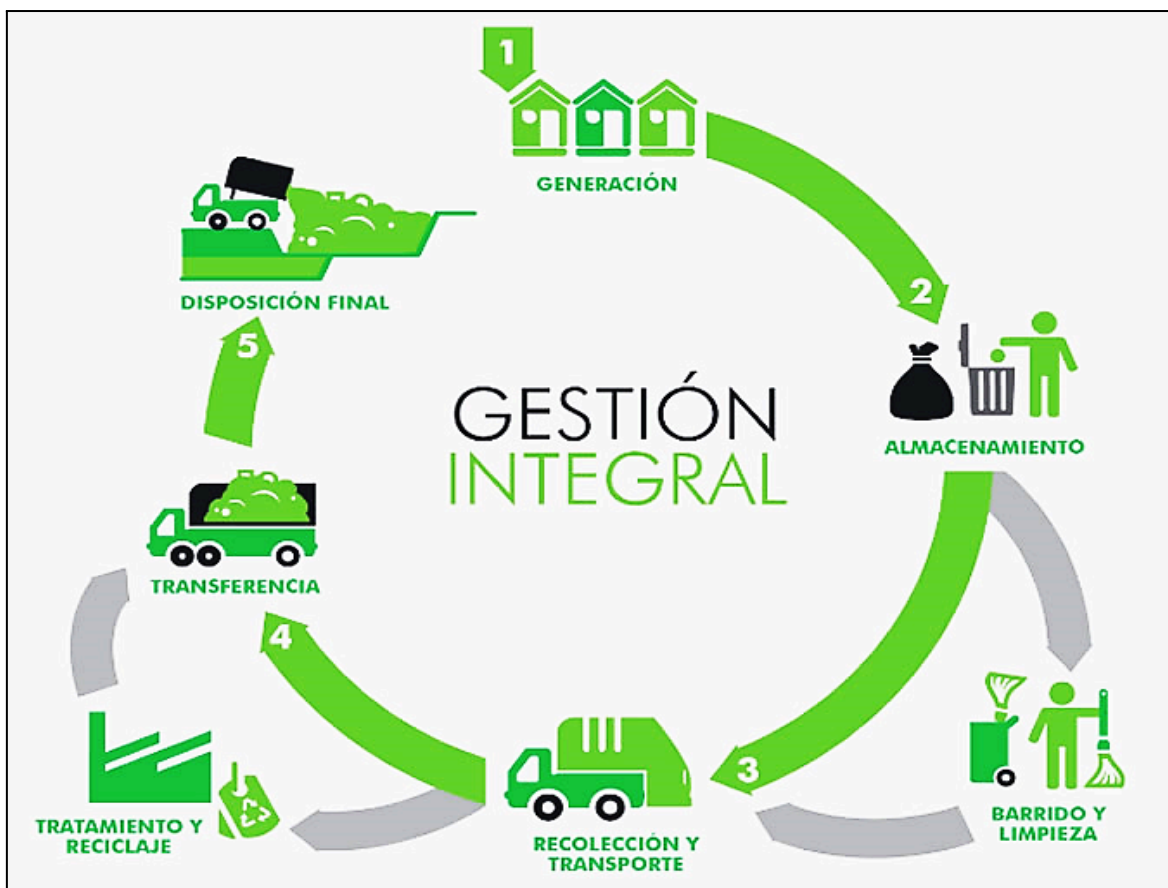 1
GENERACIÓN
2
ALMACENAMIENTO
BARRIDO Y
LIMPIEZA
3
RECOLECCIÓN Y
TRANSPORTE
TRATAMIENTO Y
RECICLAJE
4
TRANSFERENCIA
5
DISPOSICIÓN FINAL
GESTIÓN
INTEGRAL